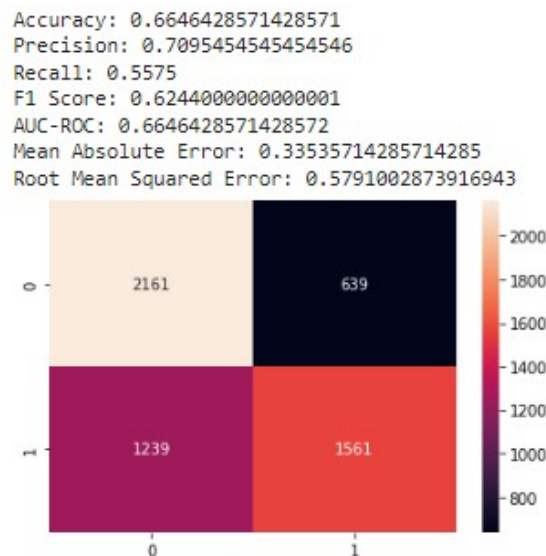 Accuracy: 0.6646428571428571
Precision: 0.7095454545454546
Recall: 0.5575
F1 Score: 0.6244000000000001
AUC-ROC: 0.6646428571428572
Mean Absolute Error: 0.33535714285714285
Root Mean Squared Error: 0.5791002873916943
2000
1800
0 2161 639
1600
1400
1200
1 1239 1561
1000
800
0 1